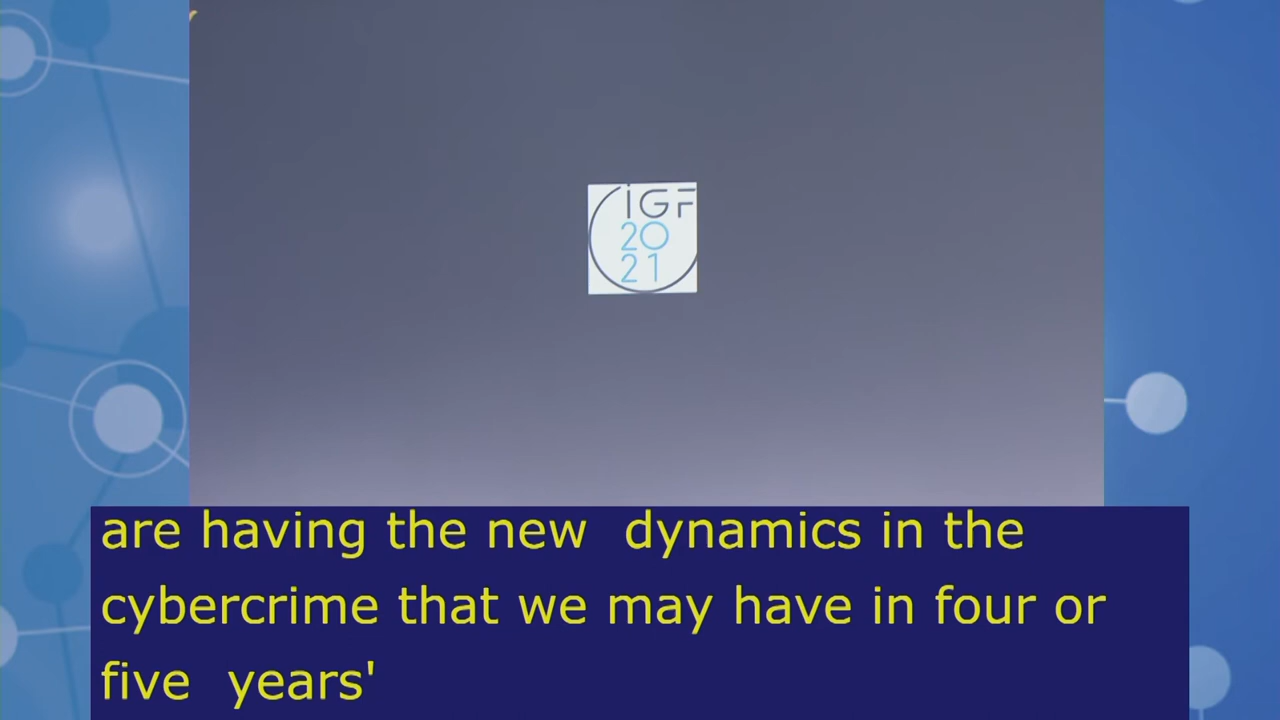 IGF
20
21
are having the new dynamics in the
cybercrime that we may have in four or
five years'